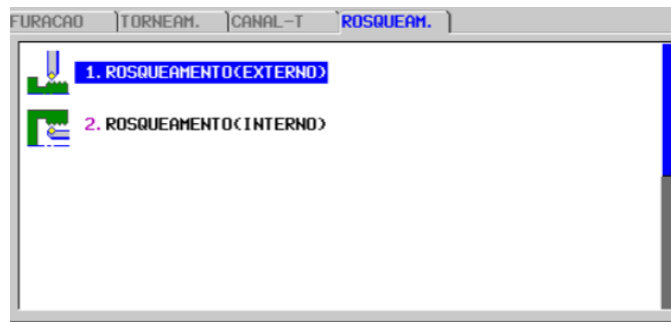 FURACAO TORNEAM. CANAL-T ROSQUEAM.
1. ROSQUEAMENTO(EXTERNO)
2. ROSQUEAMENTO(INTERNO)